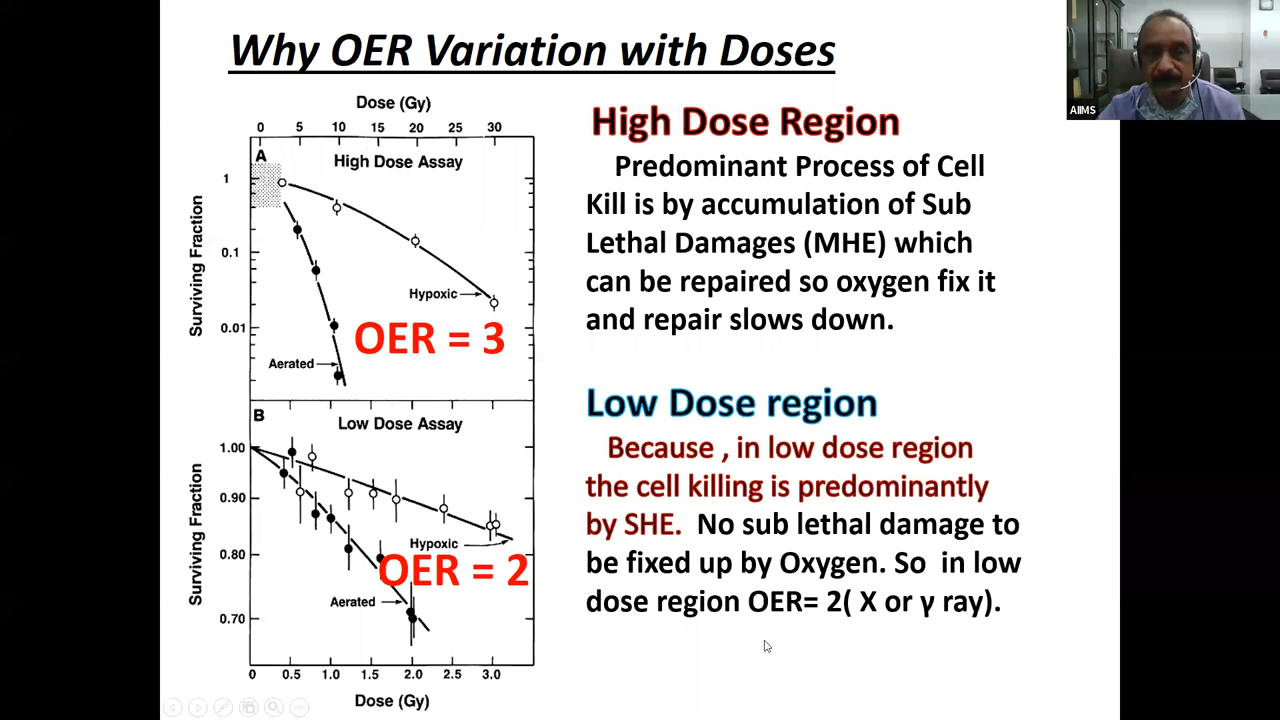 Why OER Variation with Doses
AIIMS
Dose (Gy)
0 5 10 15 20 25 30
A
High Dose Assay
Surviving Fraction
1
0.1
0.01
Hypoxic
OER = 3
Aerated
B
Low Dose Assay
Surviving Fraction
1.00
0.90
0.80
0.70
Hypoxic
OER = 2
Aerated
0 0.5 1.0 1.5 2.0 2.5 3.0
Dose (Gy)
High Dose Region
Predominant Process of Cell
Kill is by accumulation of Sub
Lethal Damages (MHE) which
can be repaired so oxygen fix it
and repair slows down.
Low Dose region
Because , in low dose region
the cell killing is predominantly
by SHE. No sub lethal damage to
be fixed up by Oxygen. So in low
dose region OER= 2( X or γ ray).